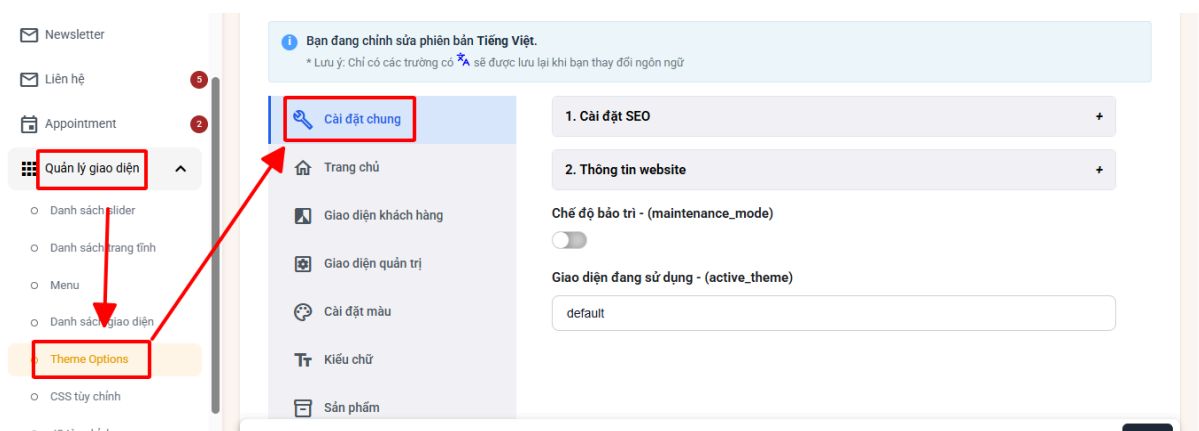 Newsletter
Liên hệ
5
Appointment
2
Quản lý giao diện
Danh sách slider
Danh sách trang tĩnh
Menu
Danh sách giao diện
Theme Options
CSS tùy chỉnh
Bạn đang chỉnh sửa phiên bản Tiếng Việt.
* Lưu ý: Chỉ có các trường có sẽ được lưu lại khi bạn thay đổi ngôn ngữ
Cài đặt chung
Trang chủ
Giao diện khách hàng
Giao diện quản trị
Cài đặt màu
Kiểu chữ
Sản phẩm
1. Cài đặt SEO +
2. Thông tin website +
Chế độ bảo trì - (maintenance_mode)
Giao diện đang sử dụng - (active_theme)
default